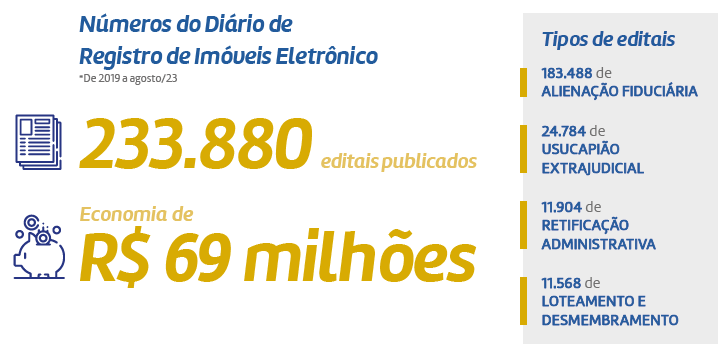 Números do Diário de
Registro de Imóveis Eletrônico
*De 2019 a agosto/23
233.880 editais publicados
Economia de
R$ 69 milhões
Tipos de editais
183.488 de
ALIENAÇÃO FIDUCIÁRIA
24.784 de
USUCAPIÃO
EXTRAJUDICIAL
11.904 de
RETIFICAÇÃO
ADMINISTRATIVA
11.568 de
LOTEAMENTO E
DESMEMBRAMENTO